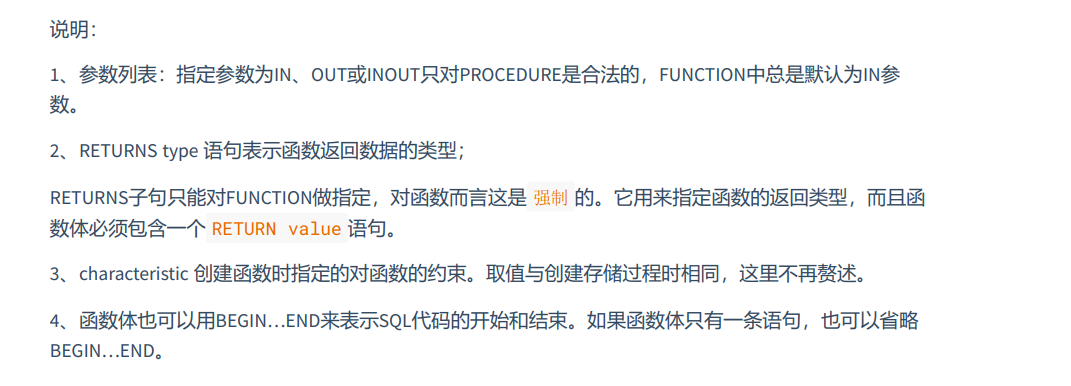 说明：
1、参数列表：指定参数为IN、OUT或INOUT只对PROCEDURE是合法的，FUNCTION中总是默认为IN参
数。
2、RETURNS type 语句表示函数返回数据的类型；
RETURNS子句只能对FUNCTION做指定，对函数而言这是 强制 的。它用来指定函数的返回类型，而且函
数体必须包含一个 RETURN value 语句。
3、characteristic 创建函数时指定的对函数的约束。取值与创建存储过程时相同，这里不再赘述。
4、函数体也可以用BEGIN…END来表示SQL代码的开始和结束。如果函数体只有一条语句，也可以省略
BEGIN…END。